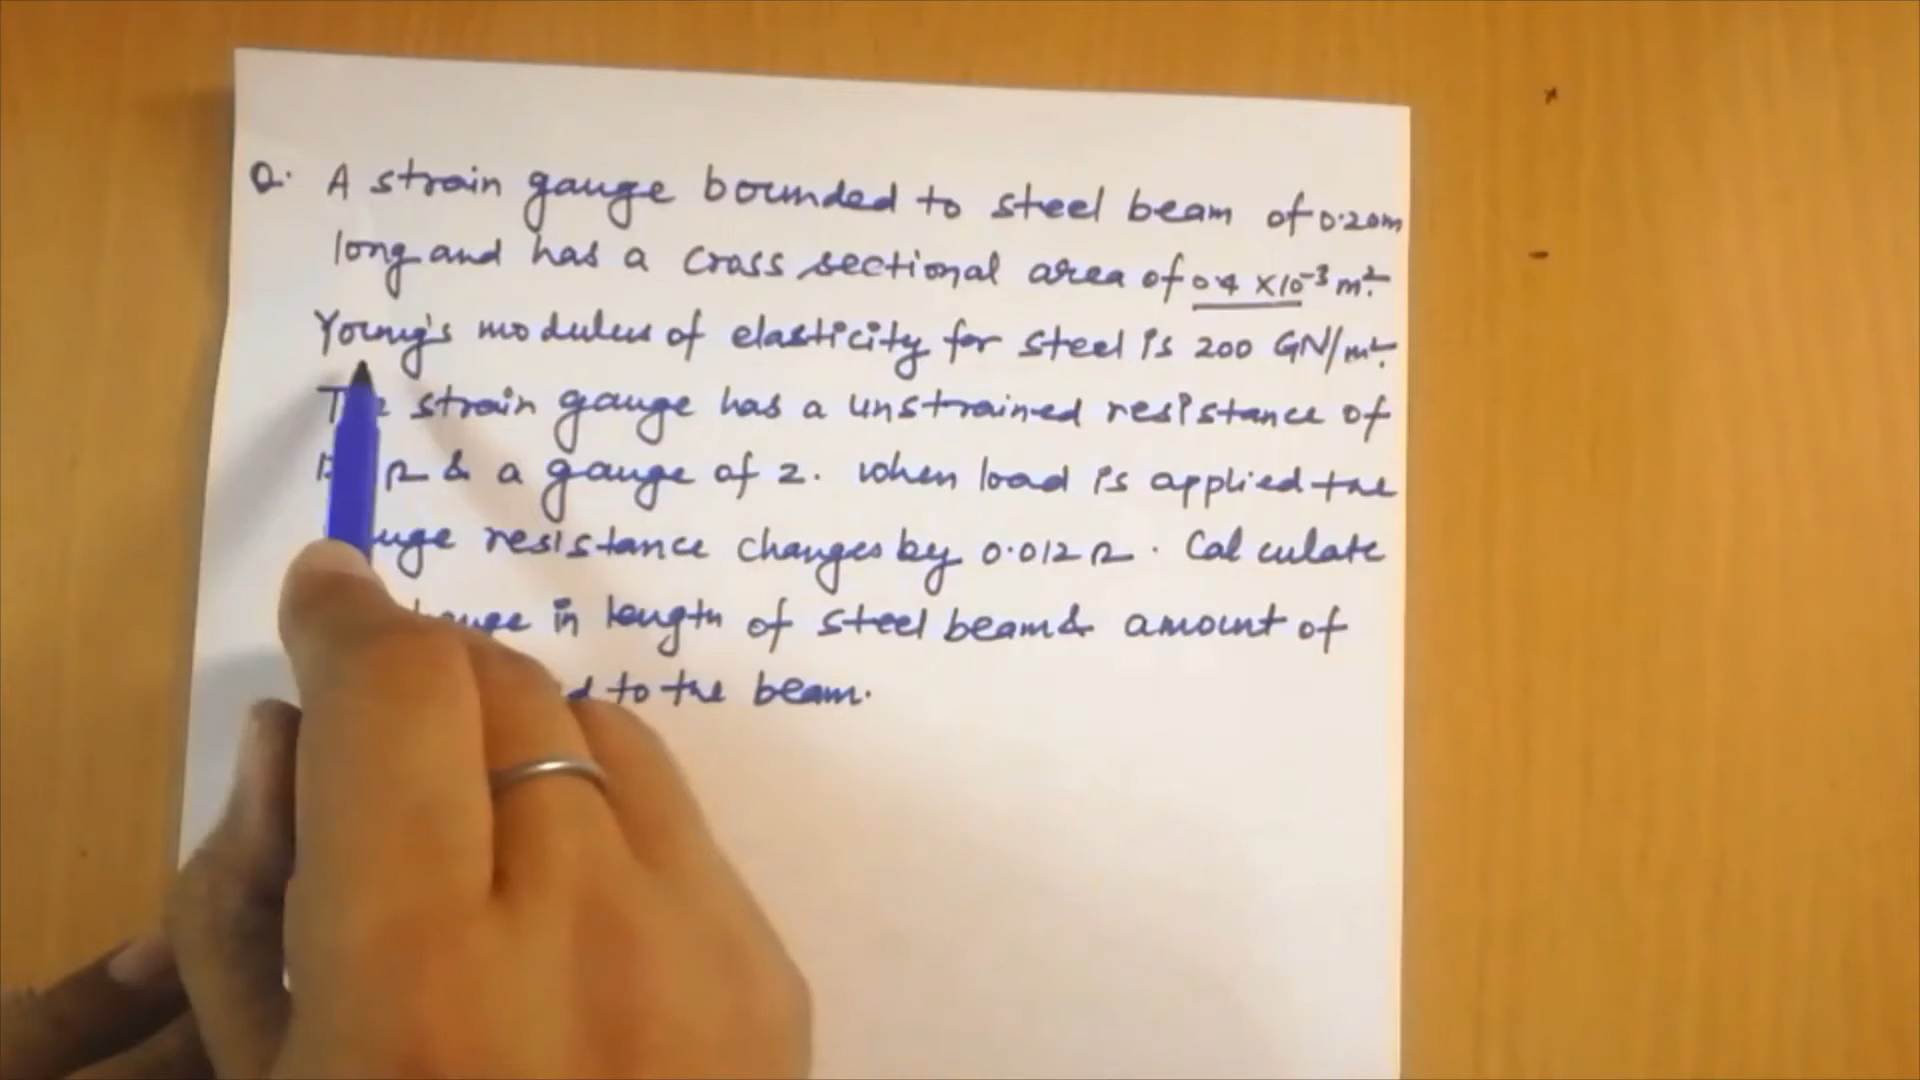 Q. A strain gauge bounded to steel beam of 0.20m
long and has a cross sectional area of 0.4 ×10⁻³ m².
Young's modulus of elasticity for steel is 200 GN/m².
strain gauge has a unstrained resistance of
Ω & a gauge of 2. when load is applied the
resistance changes by 0.012Ω. Calculate
in length of steel beam & amount of
to the beam.